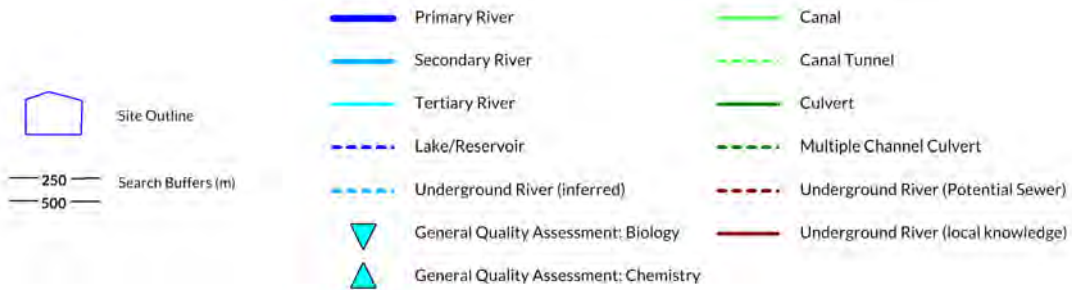 Site Outline
250
500
Search Buffers (m)
Primary River
Secondary River
Tertiary River
Lake/Reservoir
Underground River (inferred)
General Quality Assessment: Biology
General Quality Assessment: Chemistry
Canal
Canal Tunnel
Culvert
Multiple Channel Culvert
Underground River (Potential Sewer)
Underground River (local knowledge)